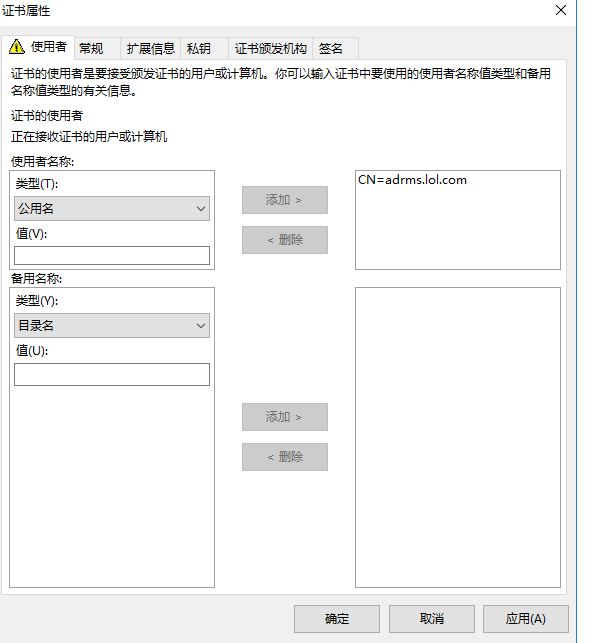 证书属性
使用者 常规 扩展信息 私钥 证书颁发机构 签名
证书的使用者是要接受颁发证书的用户或计算机。你可以输入证书中要使用的使用者名称值类型和备用
名称值类型的有关信息。
证书的使用者
正在接收证书的用户或计算机
使用者名称:
类型(T):
公用名
值(V):
添加 >
< 删除
CN=adrms.lol.com
备用名称:
类型(Y):
目录名
值(U):
添加 >
< 删除
确定 取消 应用(A)